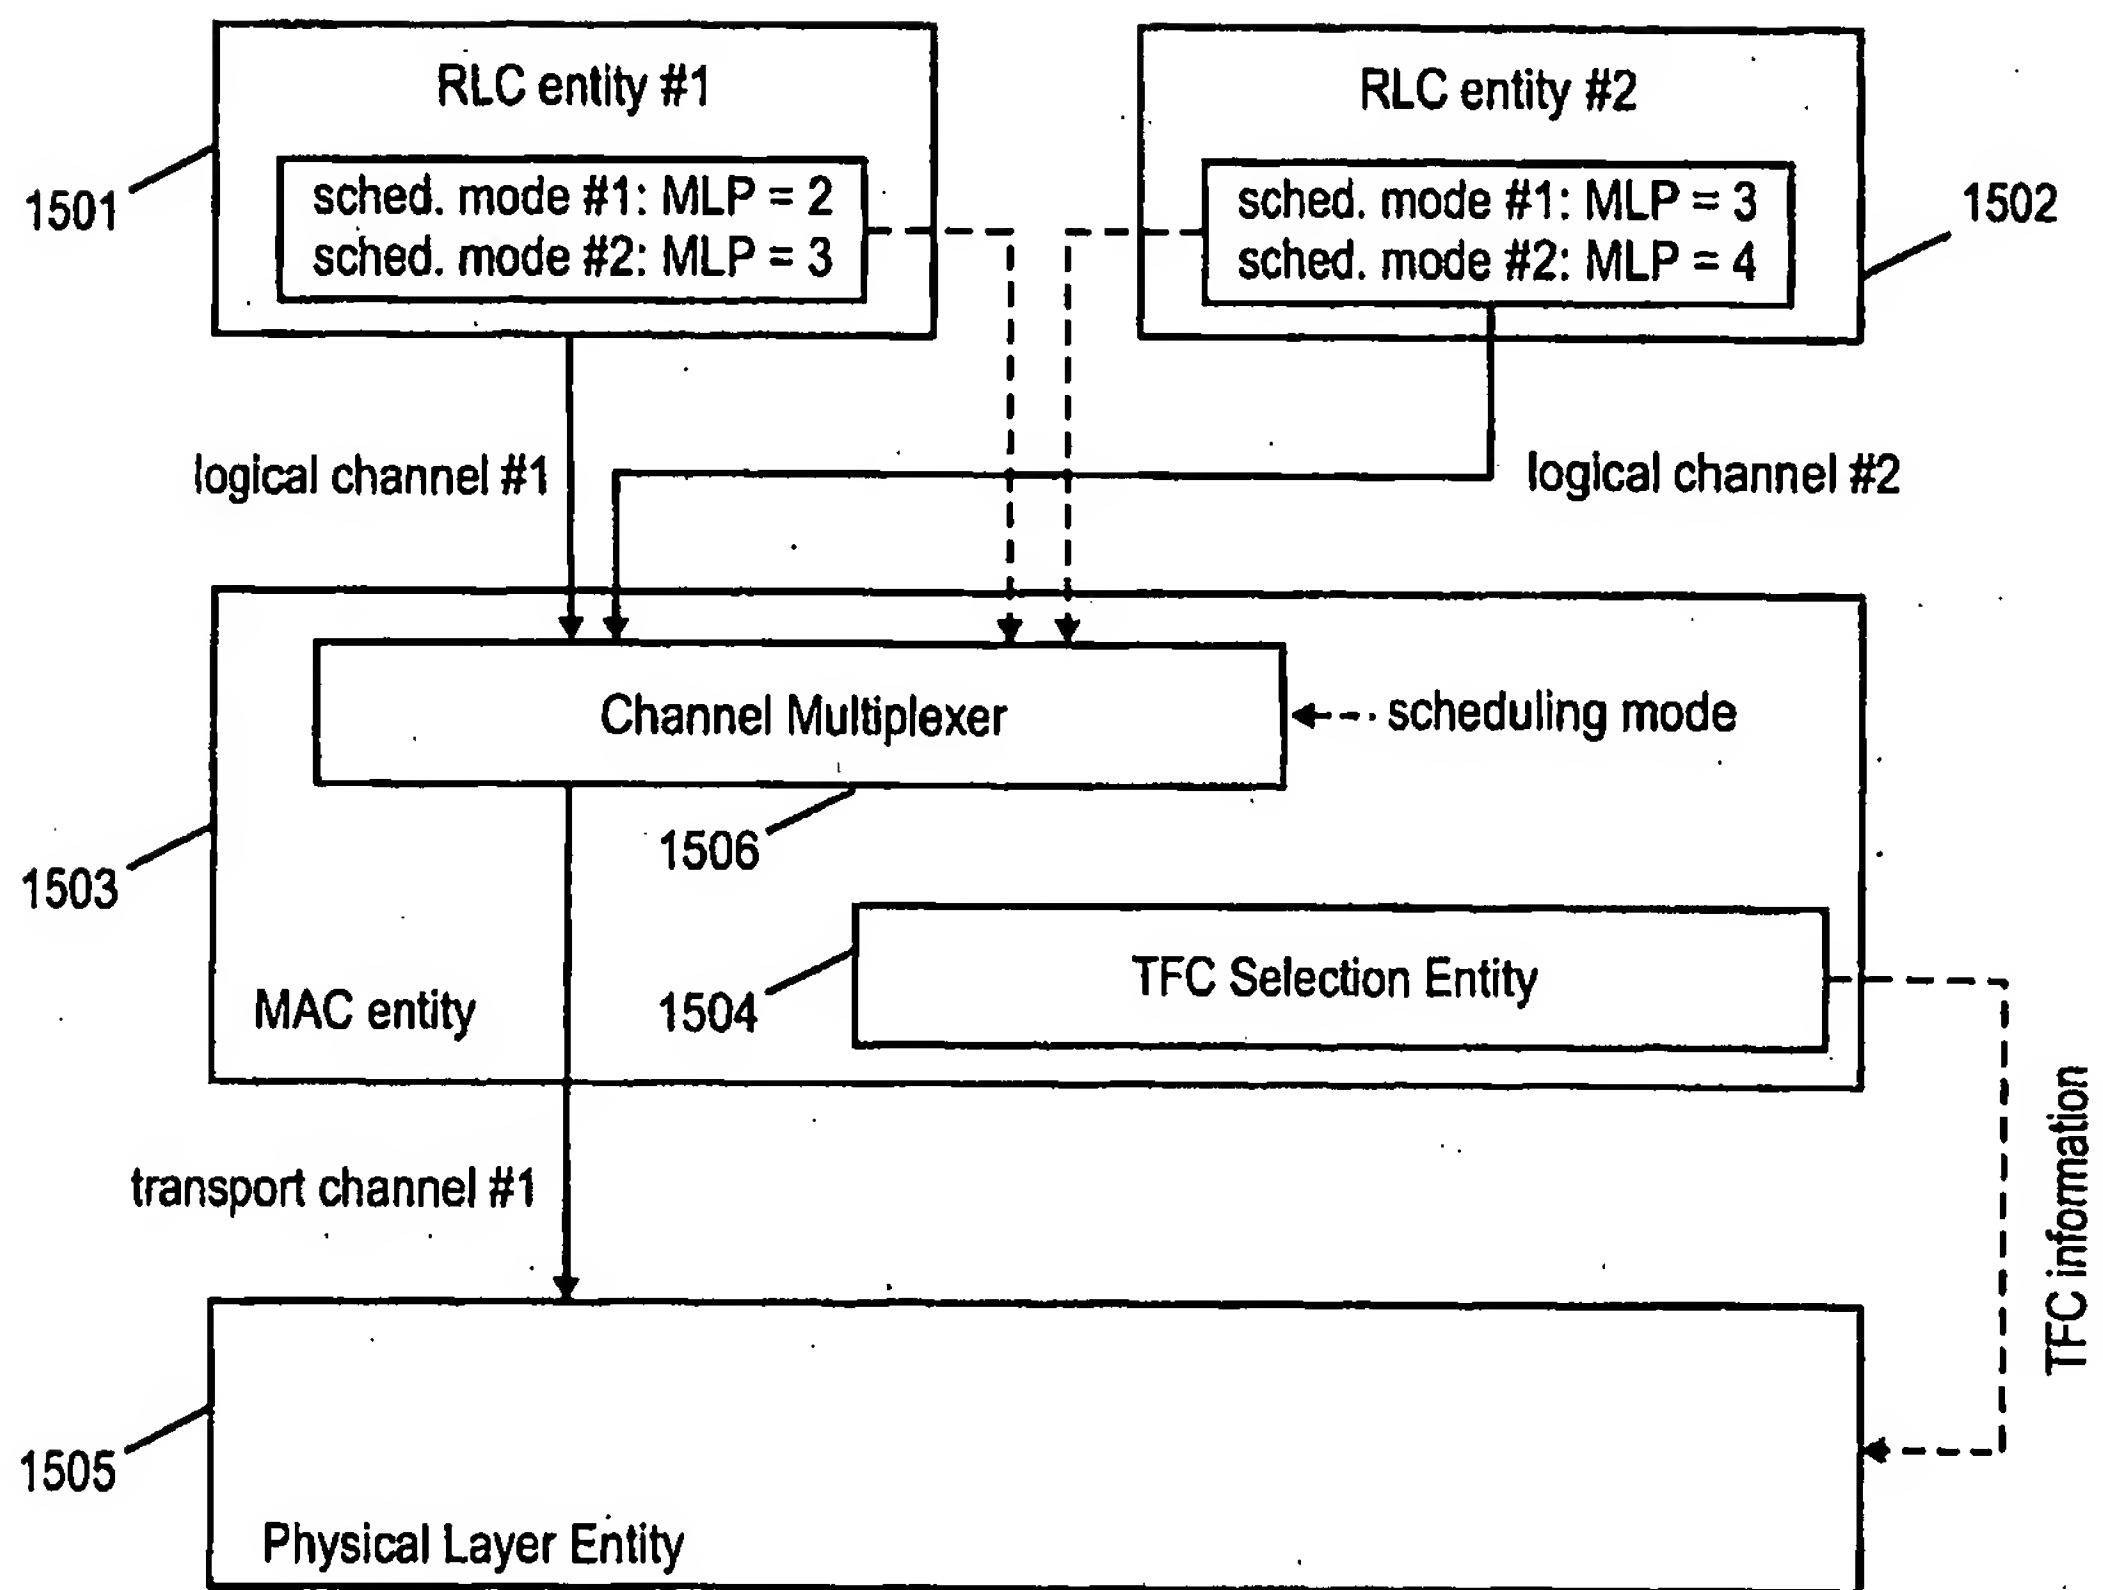 RLC entity #1
RLC entity #2
sched. mode #1: MLP = 2
sched. mode #2: MLP = 3
sched. mode #1: MLP = 3
sched. mode #2: MLP = 4
1501
1502
logical channel #1
logical channel #2
Channel Multiplexer
scheduling mode
1506
1503
TFC Selection Entity
1504
MAC entity
TFC information
transport channel #1
1505
Physical Layer Entity